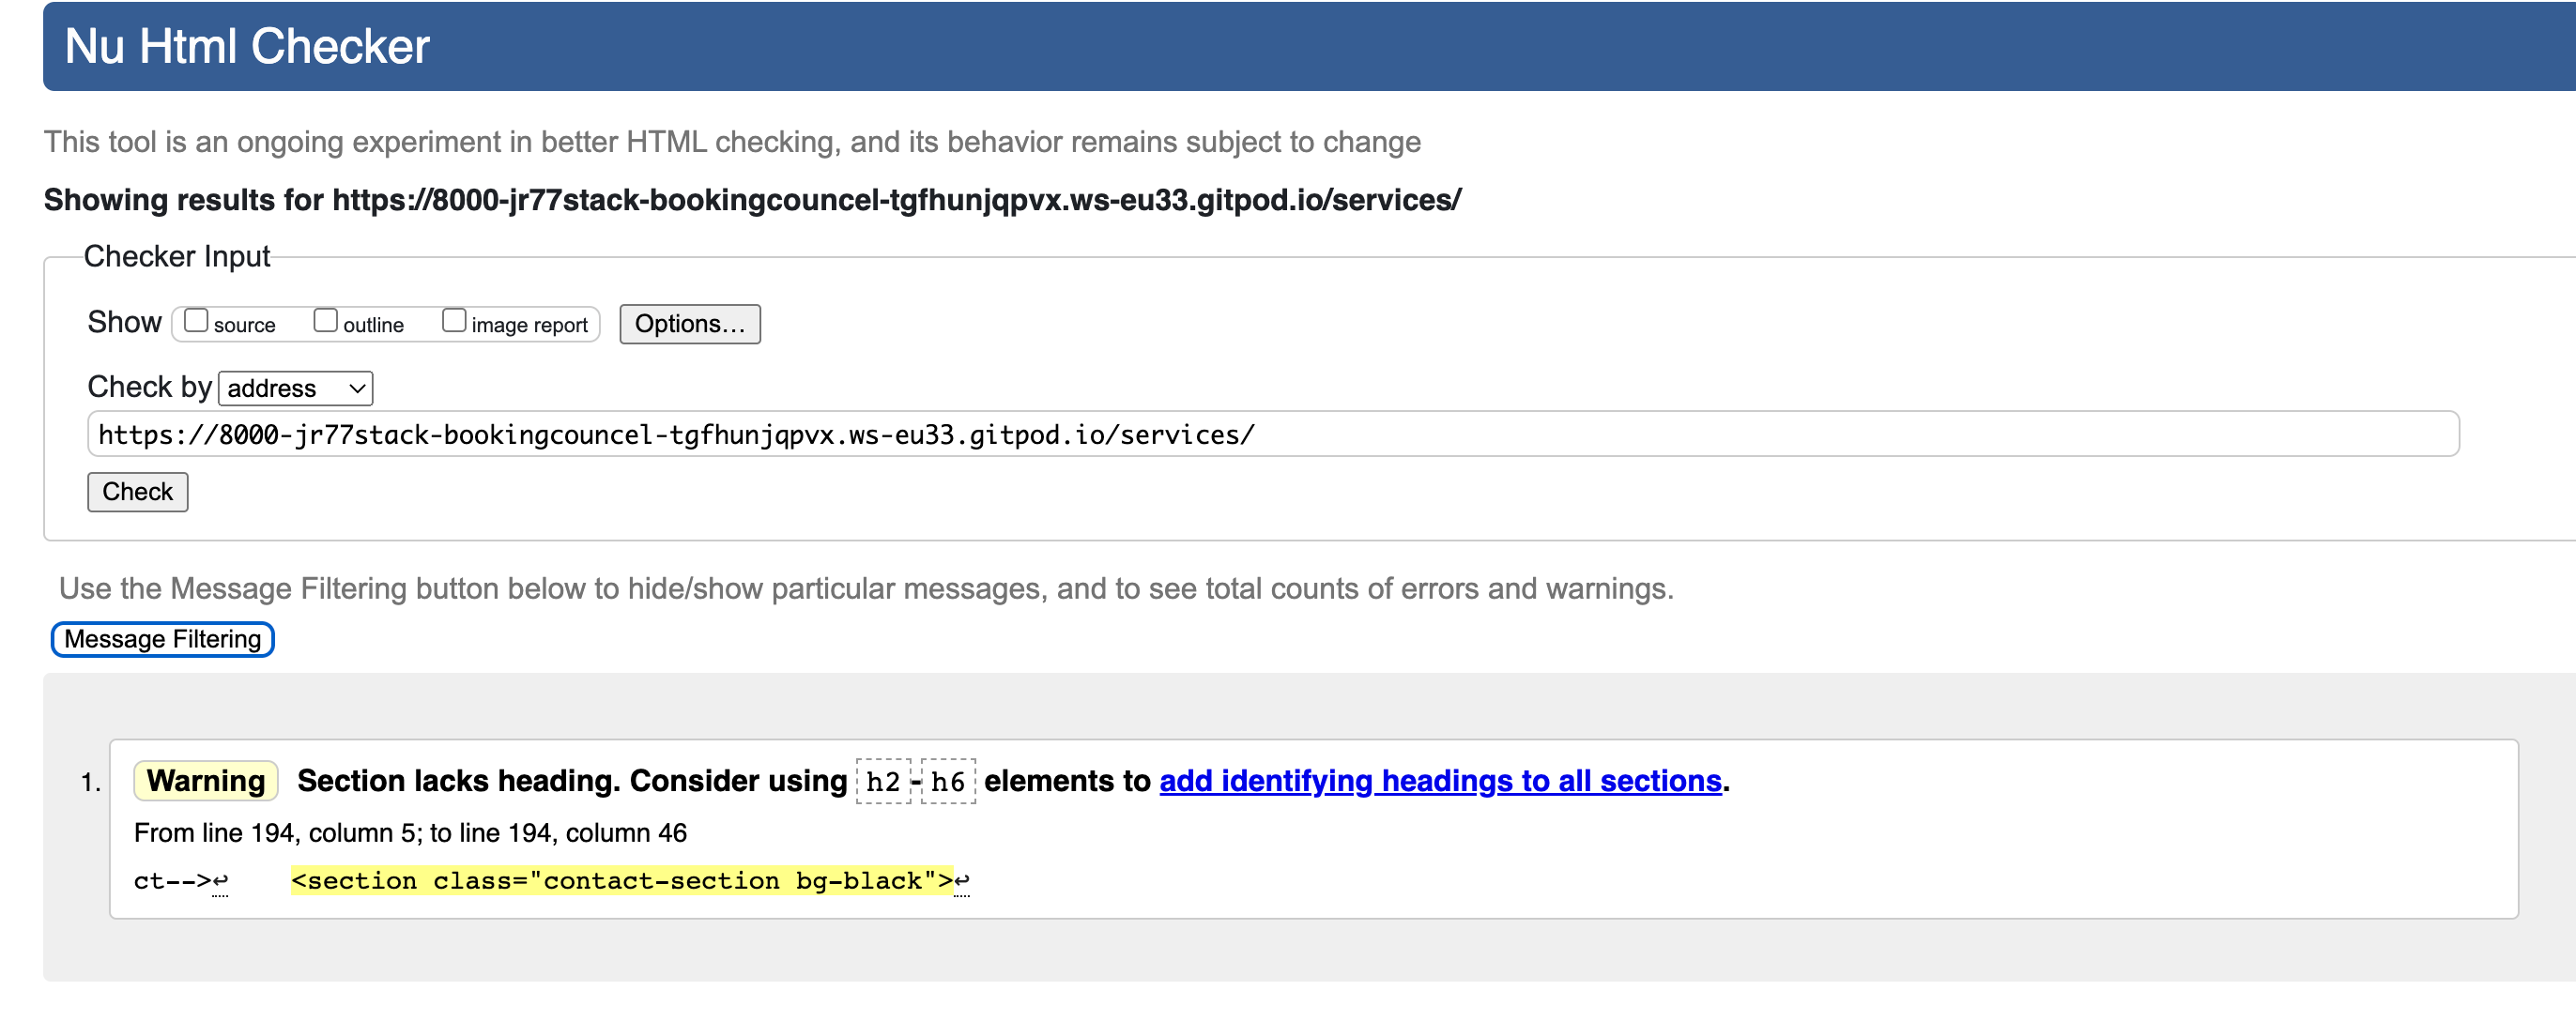 Nu Html Checker
This tool is an ongoing experiment in better HTML checking, and its behavior remains subject to change
Showing results for https://8000-jr77stack-bookingcouncel-tgfhunjqpvx.ws-eu33.gitpod.io/services/
Checker Input
Show source outline image report Options...
Check by address
https://8000-jr77stack-bookingcouncel-tgfhunjqpvx.ws-eu33.gitpod.io/services/
Check
Use the Message Filtering button below to hide/show particular messages, and to see total counts of errors and warnings.
Message Filtering
1. Warning Section lacks heading. Consider using h2-h6 elements to add identifying headings to all sections.
From line 194, column 5; to line 194, column 46
ct-->↩ <section class="contact-section bg-black">↩